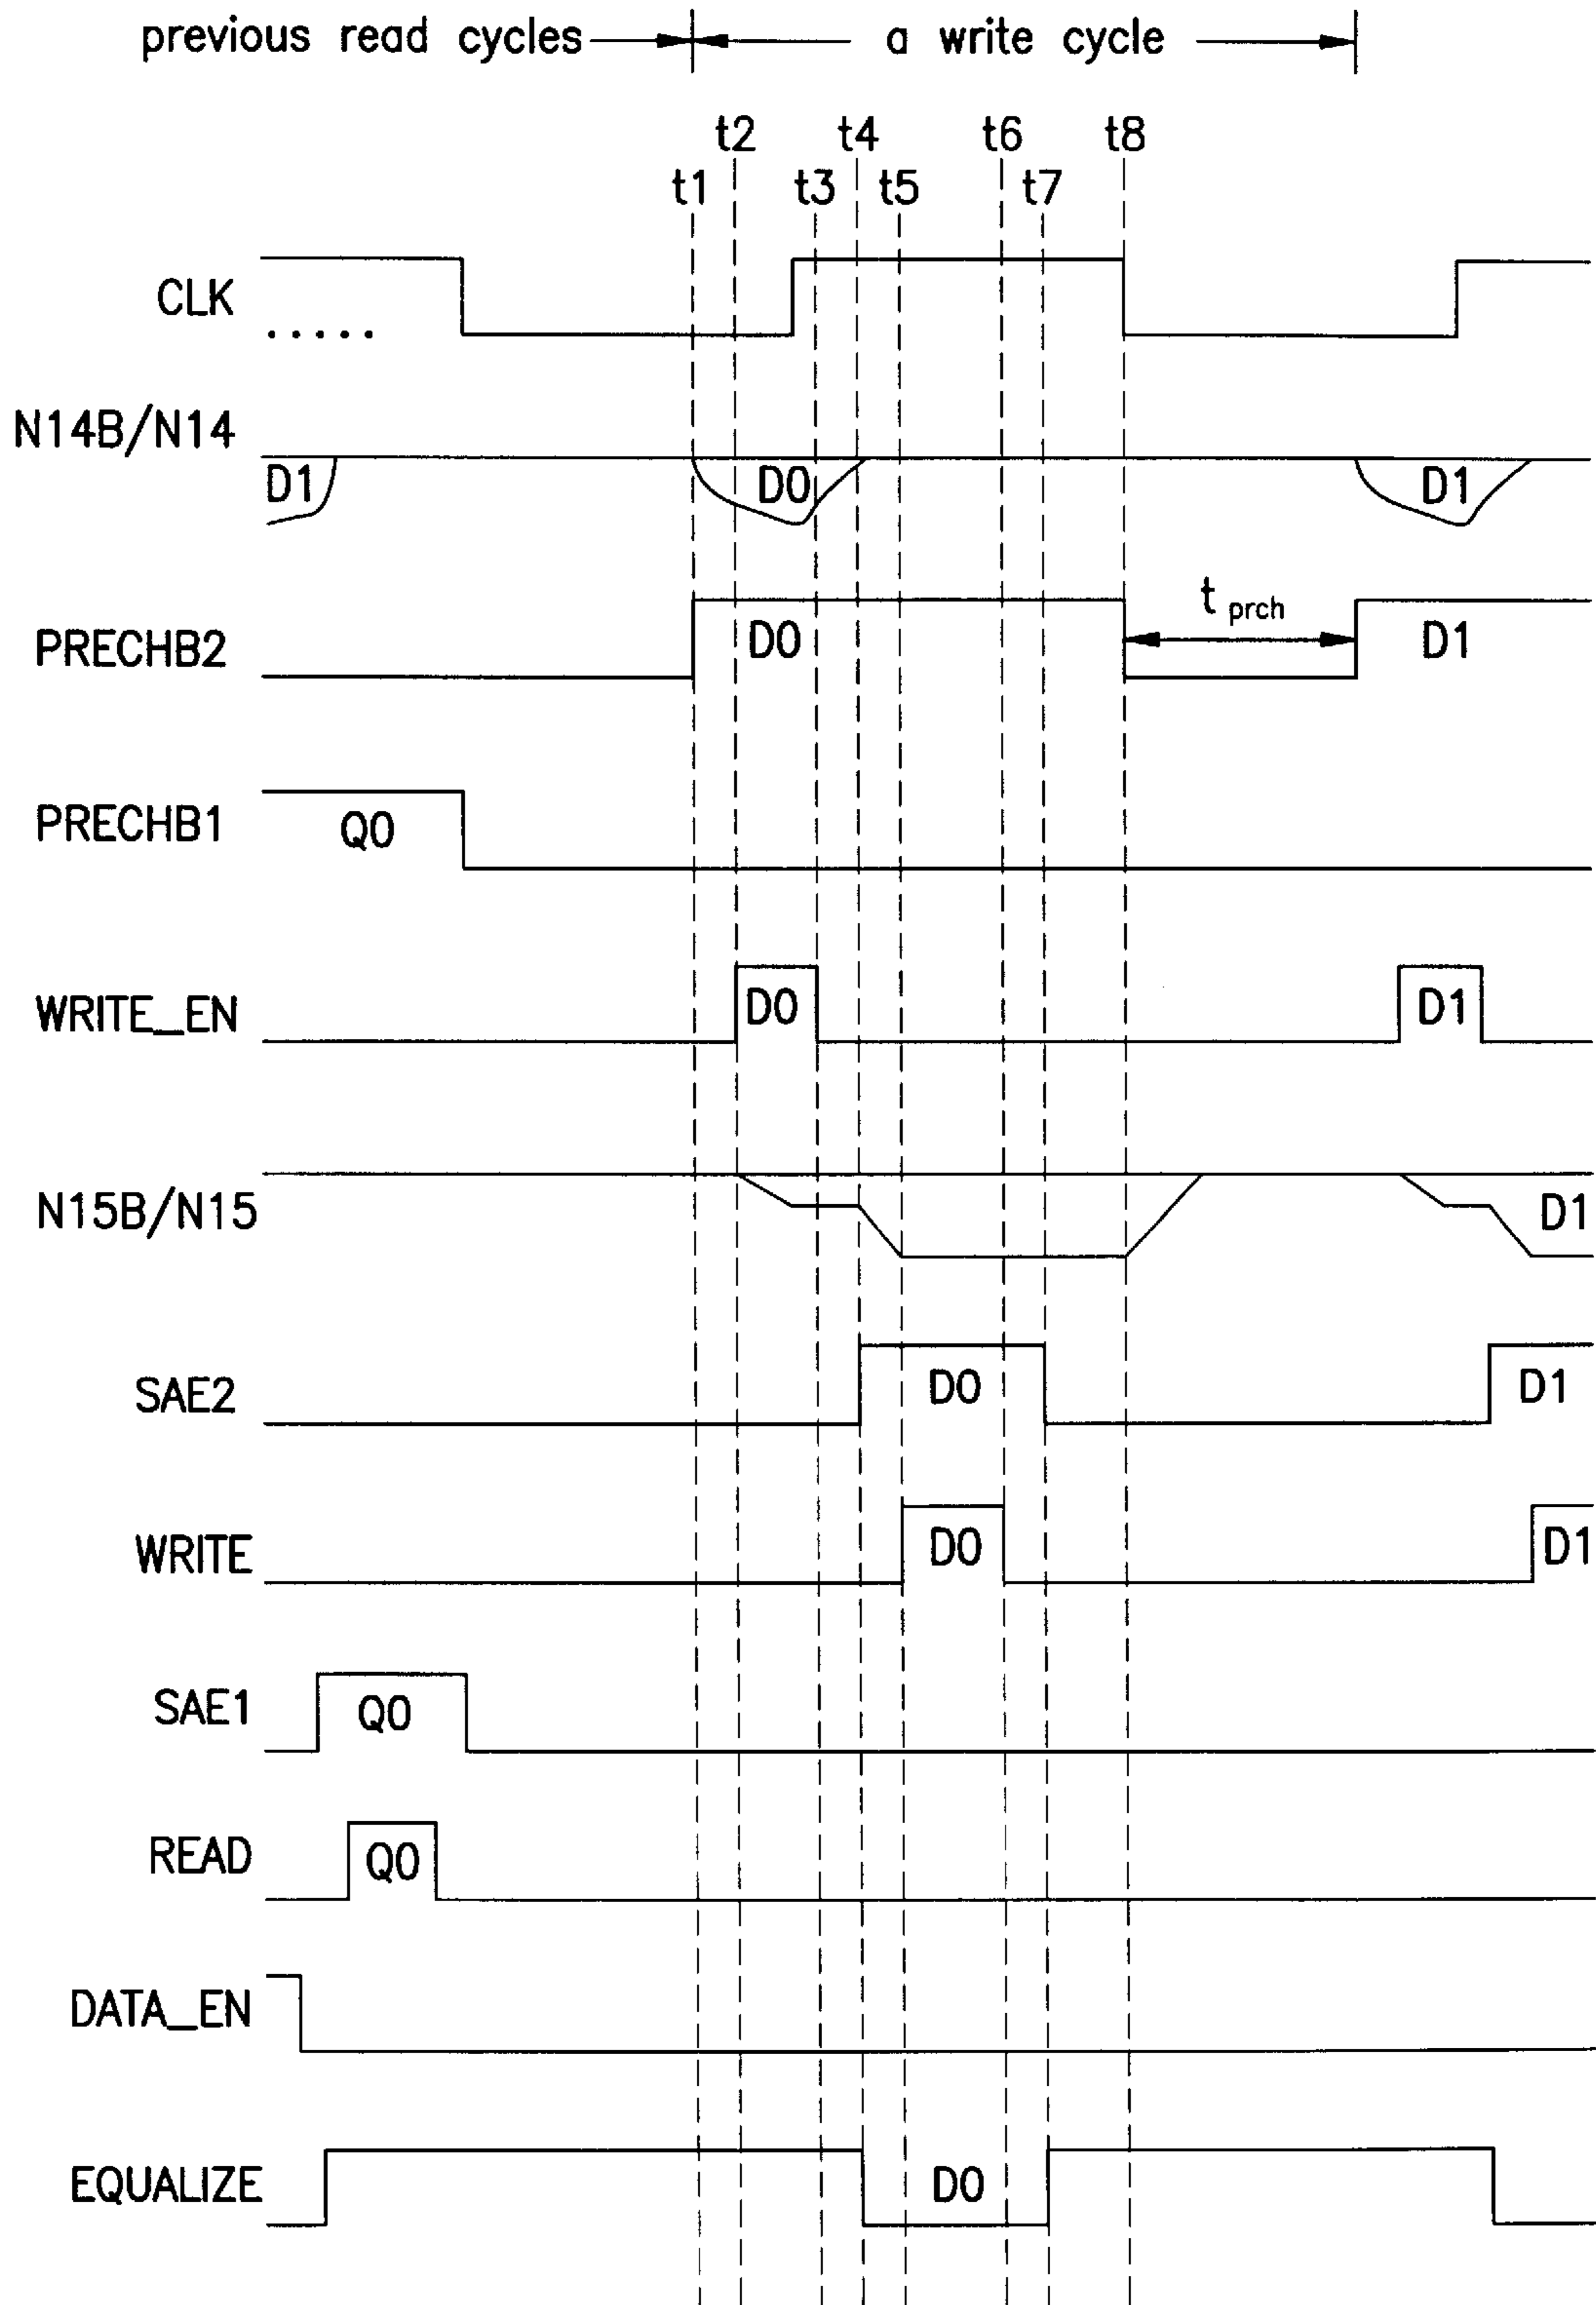 previous read cycles a write cycle
t2 t4 t6 t8
t1 t3 t5 t7
CLK
.....
N14B/N14
D1 D0 D1
PRECHB2 D0 t prch D1
PRECHB1 Q0
WRITE_EN D0 D1
N15B/N15 D1
SAE2 D0 D1
WRITE D0 D1
SAE1 Q0
READ Q0
DATA_EN
EQUALIZE D0